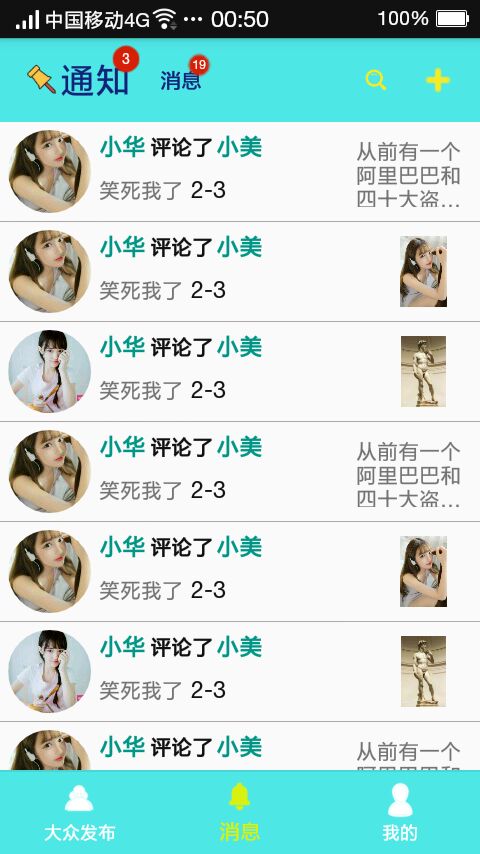 中国移动4G ••• 00:50 100%
通知 3 消息 19
小华 评论了 小美
笑死我了 2-3
从前有一个
阿里巴巴和
四十大盗…
小华 评论了 小美
笑死我了 2-3
小华 评论了 小美
笑死我了 2-3
小华 评论了 小美
笑死我了 2-3
从前有一个
阿里巴巴和
四十大盗…
小华 评论了 小美
笑死我了 2-3
小华 评论了 小美
笑死我了 2-3
小华 评论了 小美
从前有一个
阿里巴巴和
大众发布 消息 我的